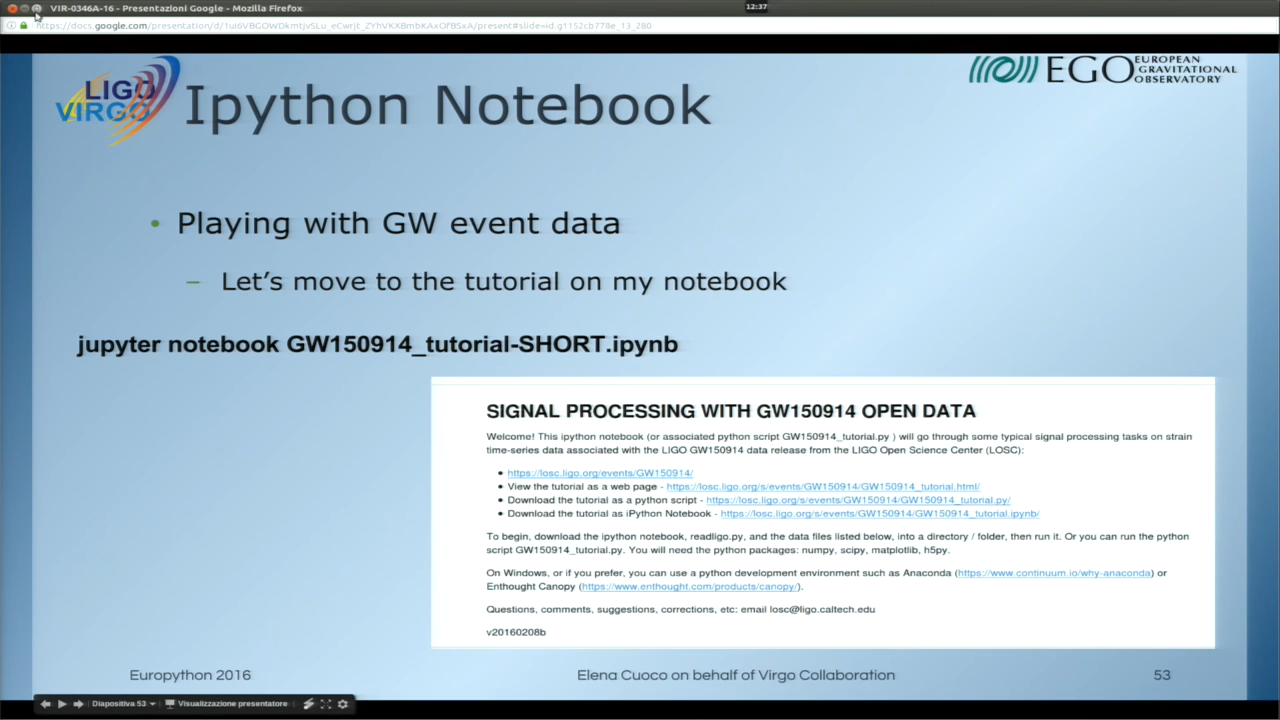 VIR-0346A-16 - Presentazioni Google - Mozilla Firefox
12:37
LIGO
VIRGO
Ipython Notebook
EGO EUROPEAN
GRAVITATIONAL
OBSERVATORY
• Playing with GW event data
– Let's move to the tutorial on my notebook
jupyter notebook GW150914_tutorial-SHORT.ipynb
SIGNAL PROCESSING WITH GW150914 OPEN DATA
Welcome! This ipython notebook (or associated python script GW150914_tutorial.py ) will go through some typical signal processing tasks on strain
time-series data associated with the LIGO GW150914 data release from the LIGO Open Science Center (LOSC):
• https://losc.ligo.org/events/GW150914/
• View the tutorial as a web page - https://losc.ligo.org/s/events/GW150914/GW150914_tutorial.html/
• Download the tutorial as a python script - https://losc.ligo.org/s/events/GW150914/GW150914_tutorial.py/
• Download the tutorial as iPython Notebook - https://losc.ligo.org/s/events/GW150914/GW150914_tutorial.ipynb/
To begin, download the ipython notebook, readligo.py, and the data files listed below, into a directory / folder, then run it. Or you can run the python
script GW150914_tutorial.py. You will need the python packages: numpy, scipy, matplotlib, h5py.
On Windows, or if you prefer, you can use a python development environment such as Anaconda (https://www.continuum.io/why-anaconda) or
Enthought Canopy (https://www.enthought.com/products/canopy/).
Questions, comments, suggestions, corrections, etc: email losc@ligo.caltech.edu
v20160208b
Europython 2016
Elena Cuoco on behalf of Virgo Collaboration
53
Diapositiva 53
Visualizzazione presentatore